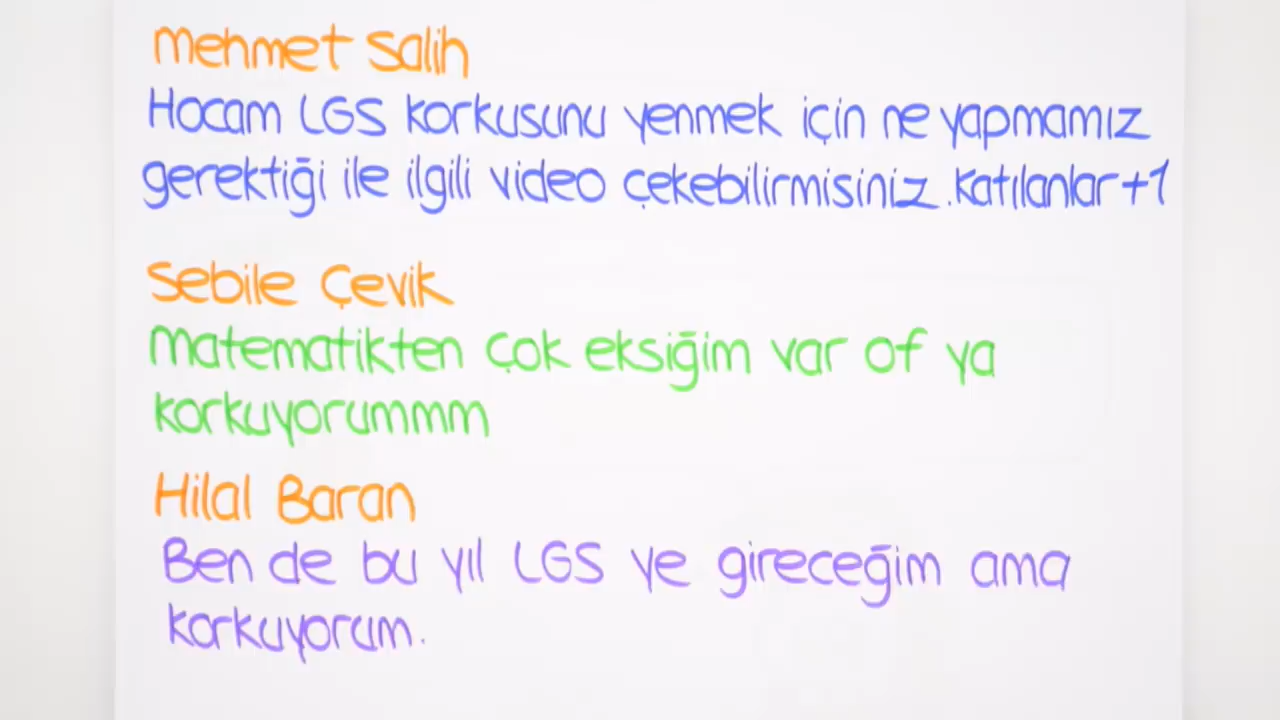 Mehmet Salih
Hocam LGS korkusunu yenmek için ne yapmamız
gerektiği ile ilgili video çekebilirmisiniz.Katılanlar +1
Sebile Çevik
Matematikten çok eksiğim var of ya
korkuyorummm
Hilal Baran
Ben de bu yıl LGS ye gireceğim ama
korkuyorum.